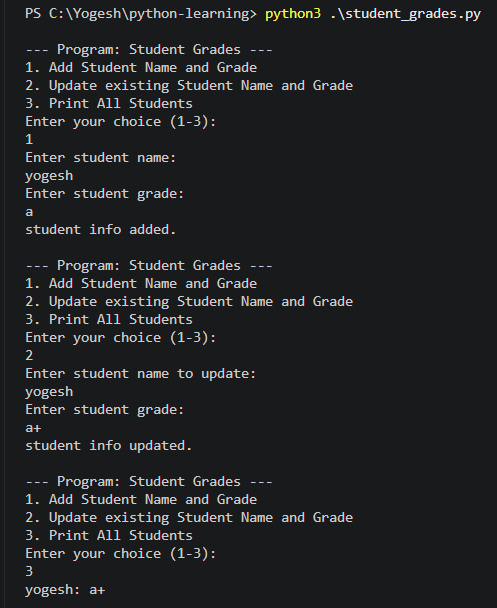 PS C:\Yogesh\python-learning> python3 .\student_grades.py
--- Program: Student Grades ---
1. Add Student Name and Grade
2. Update existing Student Name and Grade
3. Print All Students
Enter your choice (1-3):
1
Enter student name:
yogesh
Enter student grade:
a
student info added.
--- Program: Student Grades ---
1. Add Student Name and Grade
2. Update existing Student Name and Grade
3. Print All Students
Enter your choice (1-3):
2
Enter student name to update:
yogesh
Enter student grade:
a+
student info updated.
--- Program: Student Grades ---
1. Add Student Name and Grade
2. Update existing Student Name and Grade
3. Print All Students
Enter your choice (1-3):
3
yogesh: a+